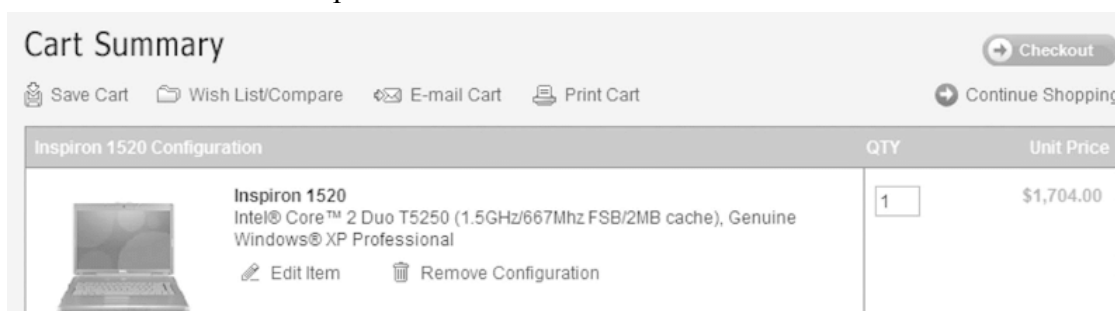 Cart Summary
Checkout
Save Cart Wish List/Compare E-mail Cart Print Cart
Continue Shopping
Inspiron 1520 Configuration QTY Unit Price
Inspiron 1520
Intel® Core™ 2 Duo T5250 (1.5GHz/667Mhz FSB/2MB cache), Genuine
Windows® XP Professional
1
$1,704.00
Edit Item Remove Configuration